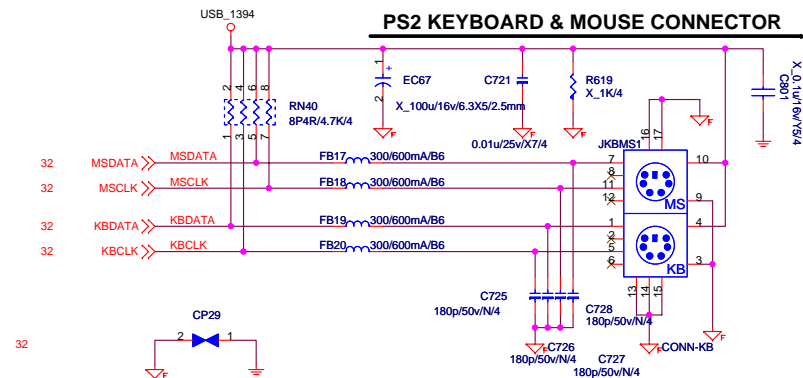 USB_1394
PS2 KEYBOARD & MOUSE CONNECTOR
2 4 6 8
1 3 5 7
RN40
8P4R/4.7K/4
1
+
2
EC67
X_100u/16v/6.3X5/2.5mm
C721
0.01u/25v/X7/4
R619
X_1K/4
X_0.1u/16v/Y5/4
C801
F
F
F
F
F
JKBMS1
16
17
32 MSDATA MSDATA FB17 300/600mA/B6 7 10
8
32 MSCLK MSCLK FB18 300/600mA/B6 11
12 MS 9
32 KBDATA KBDATA FB19 300/600mA/B6 1 4
2
32 KBCLK KBCLK FB20 300/600mA/B6 5
6 KB 3
13
14
15
C725
180p/50v/N/4
C728
180p/50v/N/4
C726
180p/50v/N/4
C727
180p/50v/N/4
F
F
F
CONN-KB
CP29
2 1
32
F